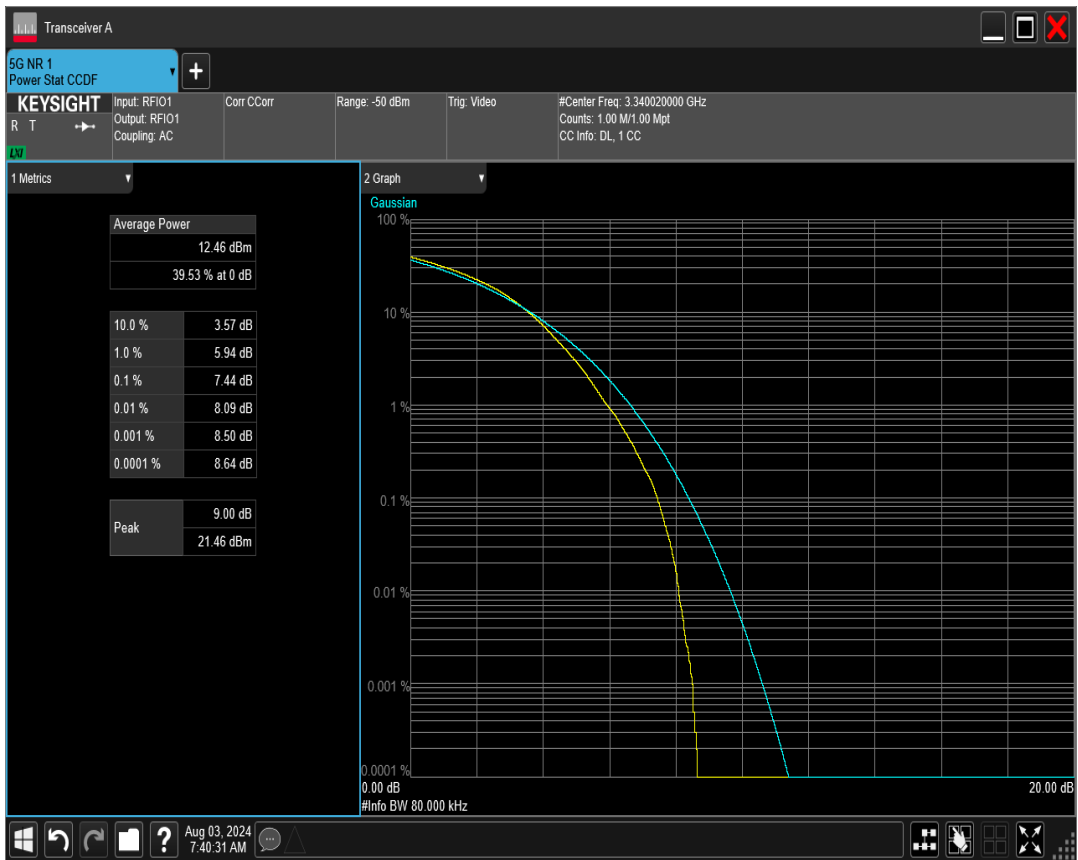 Transceiver A
5G NR 1
Power Stat CCDF
+
KEYSIGHT
R T
LXI
Input: RFIO1
Output: RFIO1
Coupling: AC
Corr CCorr
Range: -50 dBm
Trig: Video
#Center Freq: 3.340020000 GHz
Counts: 1.00 M/1.00 Mpt
CC Info: DL, 1 CC
1 Metrics
Average Power
12.46 dBm
39.53 % at 0 dB
10.0 % 3.57 dB
1.0 % 5.94 dB
0.1 % 7.44 dB
0.01 % 8.09 dB
0.001 % 8.50 dB
0.0001 % 8.64 dB
Peak 9.00 dB
21.46 dBm
2 Graph
Gaussian
100 %
10 %
1 %
0.1 %
0.01 %
0.001 %
0.0001 %
0.00 dB 20.00 dB
#Info BW 80.000 kHz
?
Aug 03, 2024
7:40:31 AM